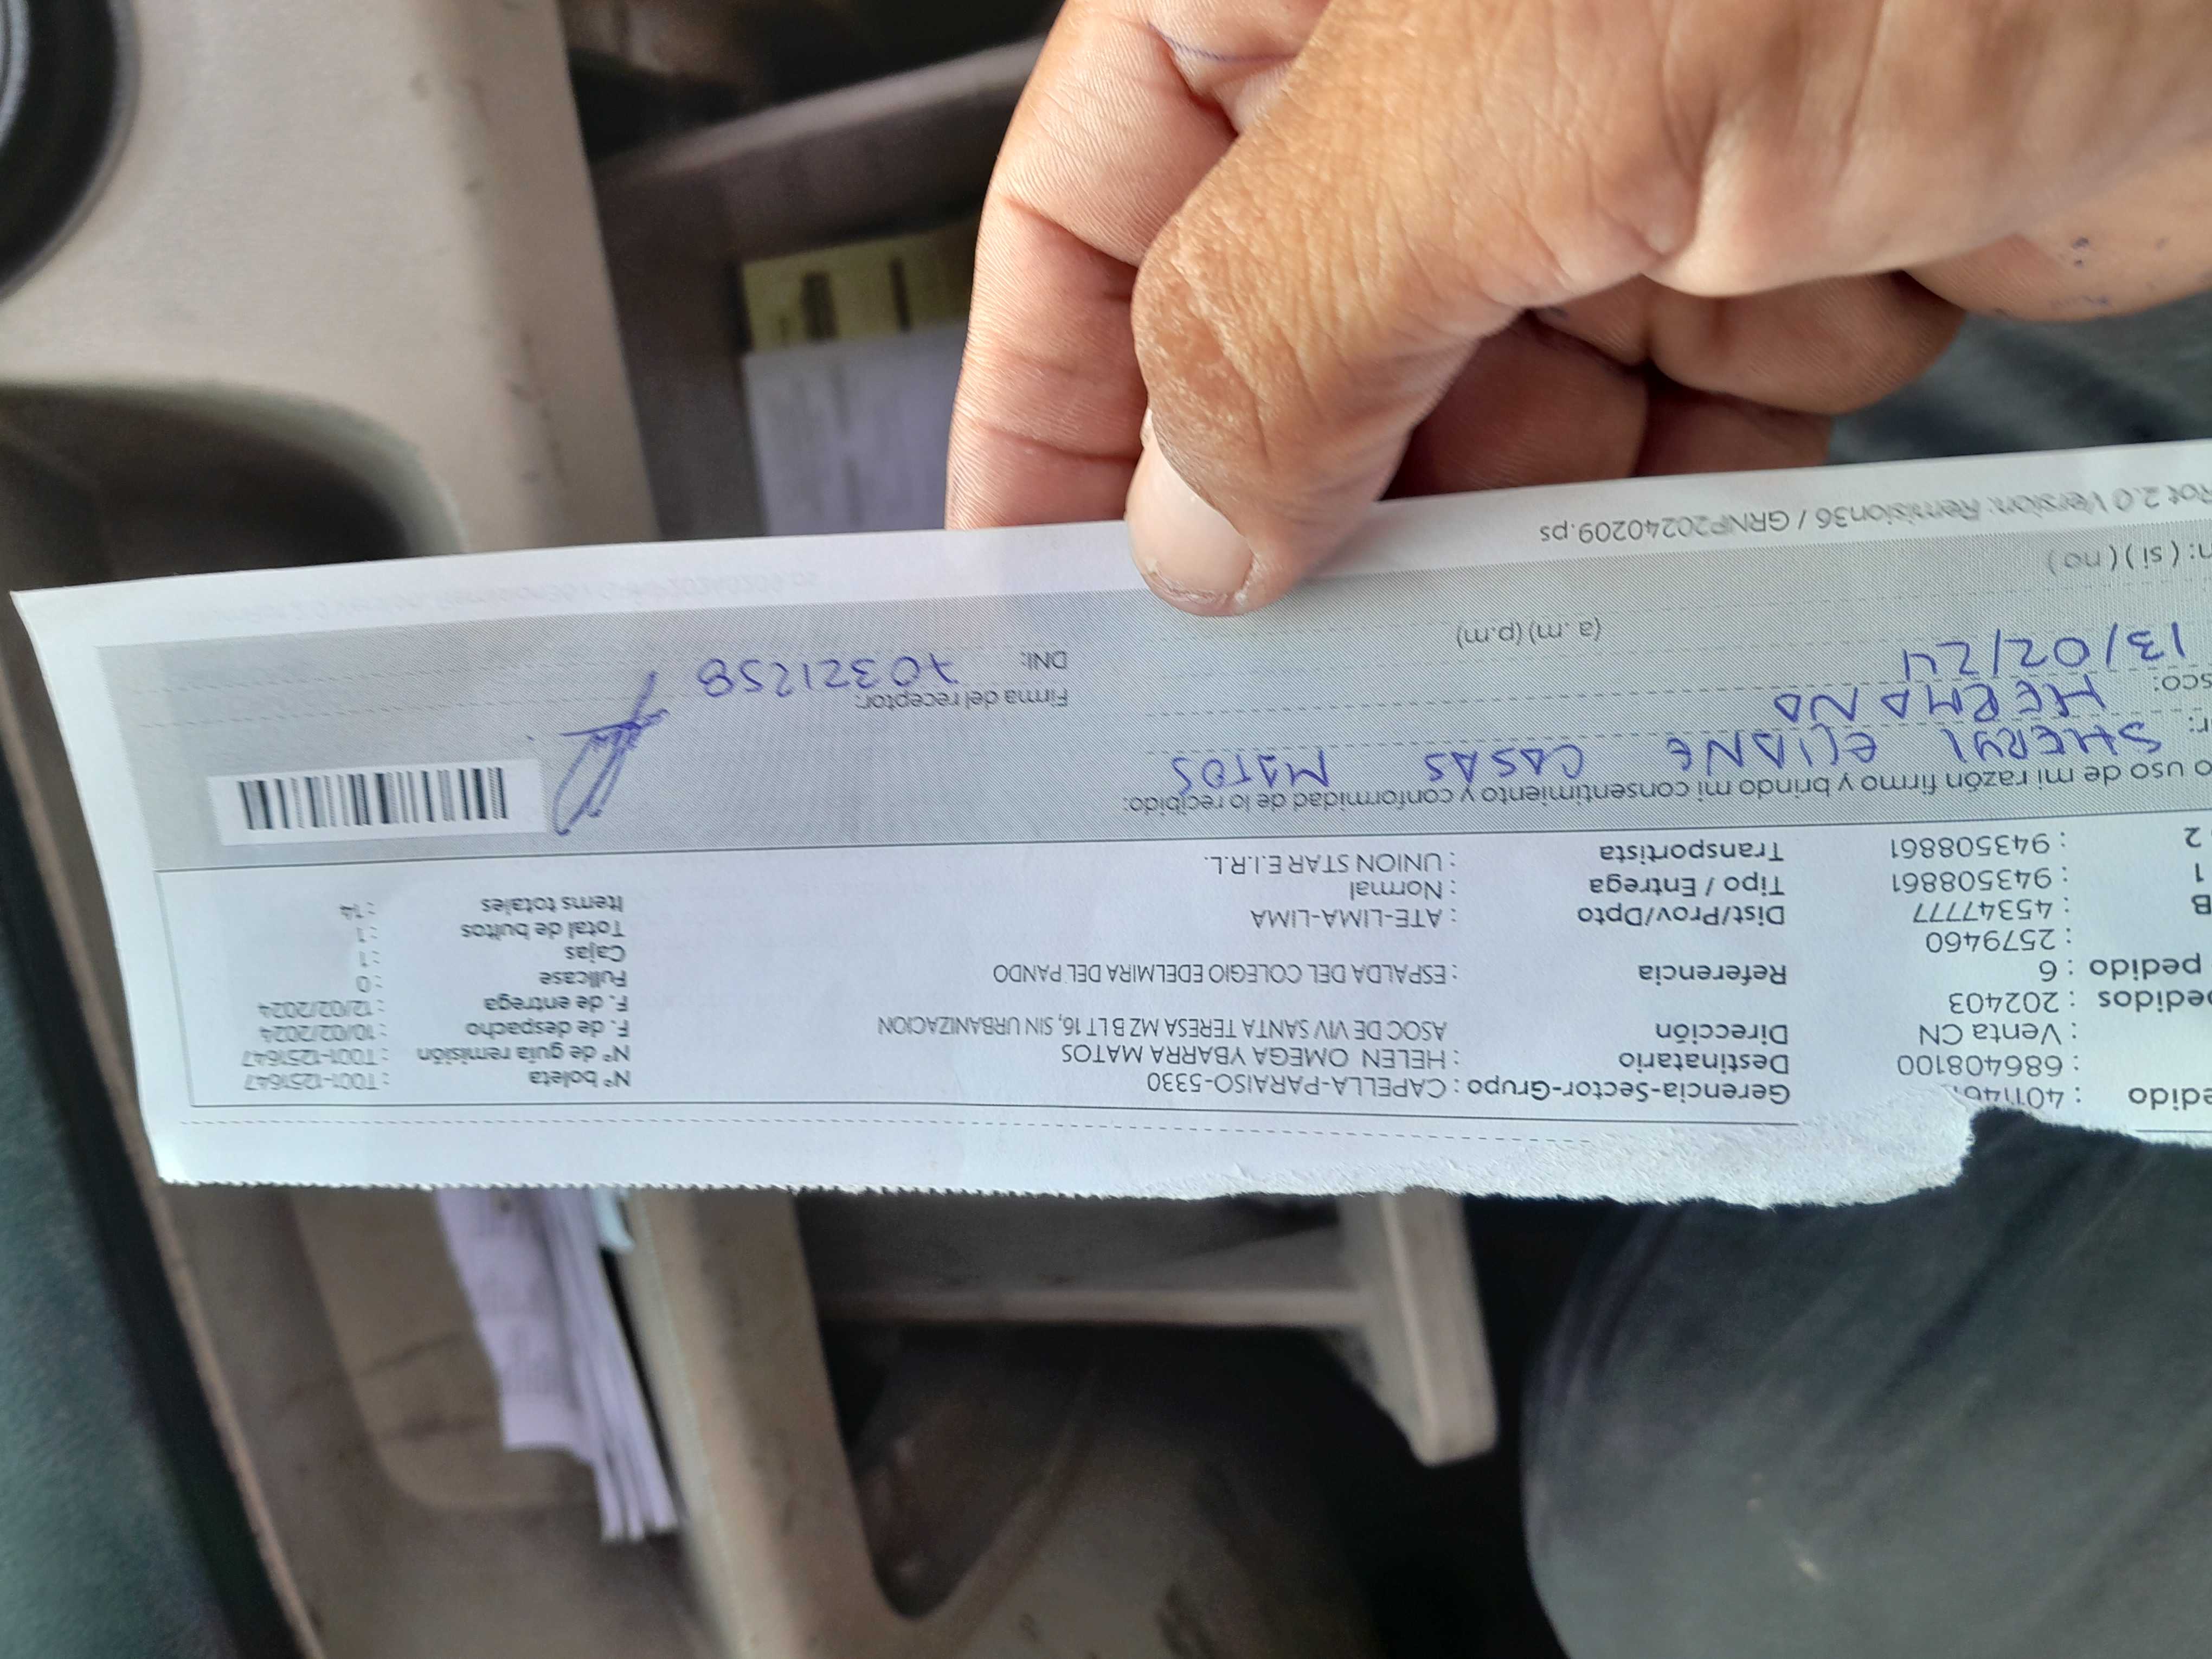 : 401146
Gerencia-Sector-Grupo : CAPELLA-PARAISO-5330
Nº boleta : T001-1251647
: 686408100
Destinatario : HELEN OMEGA YBARRA MATOS
Nº de guía remisión : T001-1251647
: Venta CN
Dirección ASOC DE VIV SANTA TERESA MZ B LT 16, SIN URBANIZACION
F. de despacho : 10/02/2024
: 202403
F. de entrega : 12/02/2024
pedido : 6
Referencia : ESPALDA DEL COLEGIO EDELMIRA DEL PANDO
Fullcase : 0
: 2579460
Cajas : 1
B : 45347777
Dist/Prov/Dpto : ATE-LIMA-LIMA
Total de bultos : 1
1 : 943508861
Tipo / Entrega : Normal
Items totales : 14
2 : 943508861
Transportista : UNION STAR E.I.R.L.
o uso de mi razón firmo y brindo mi consentimiento y conformidad de lo recibido:
SHERYL ELIANE CASAS MATOS
HERMANO
Firma del receptor:
13/02/24
(a.m) (p.m)
DNI: 70321258
( si ) ( no )
2.0 Version: Remision36 / GRNP20240209.ps